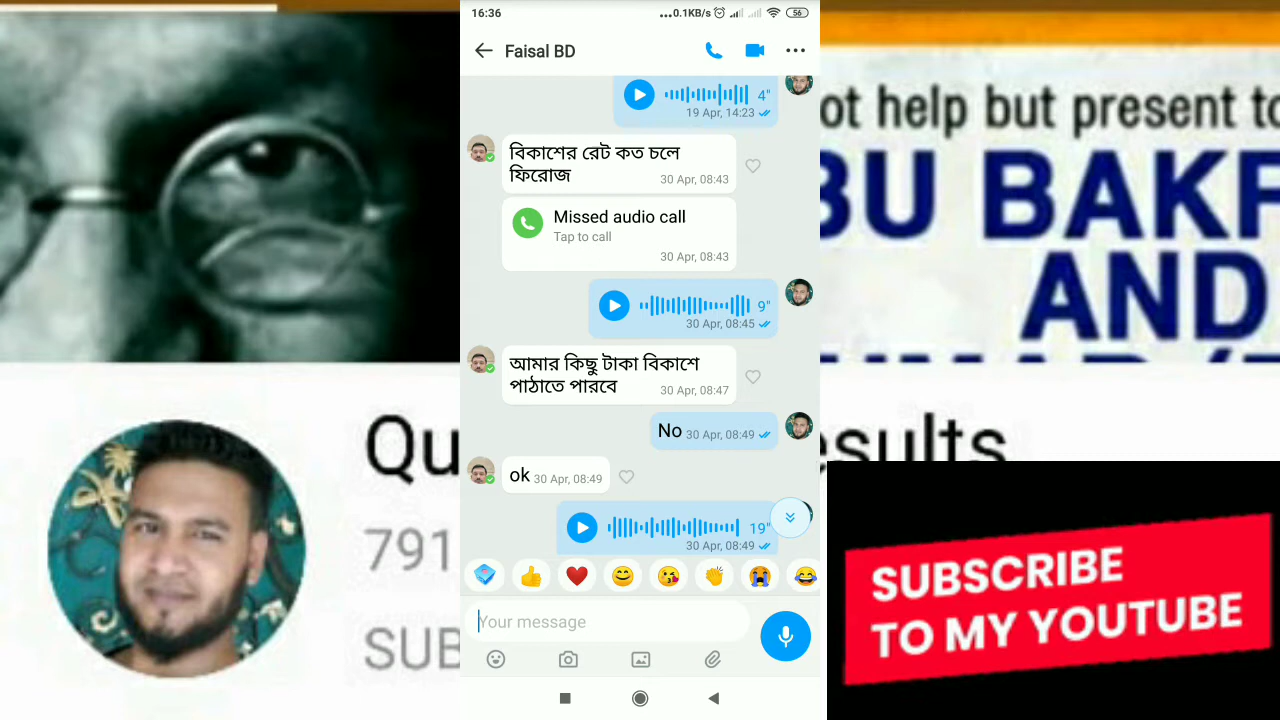 16:36
...0.1KB/s
56
Faisal BD
4"
19 Apr, 14:23
বিকাশের রেট কত চলে
ফিরোজ
30 Apr, 08:43
Missed audio call
Tap to call
30 Apr, 08:43
9"
30 Apr, 08:45
আমার কিছু টাকা বিকাশে
পাঠাতে পারবে
30 Apr, 08:47
No 30 Apr, 08:49
ok 30 Apr, 08:49
19"
30 Apr, 08:49
Your message
ot help but present to
BU BAKR
AND
Qu
esults
791
SUB
SUBSCRIBE
TO MY YOUTUBE